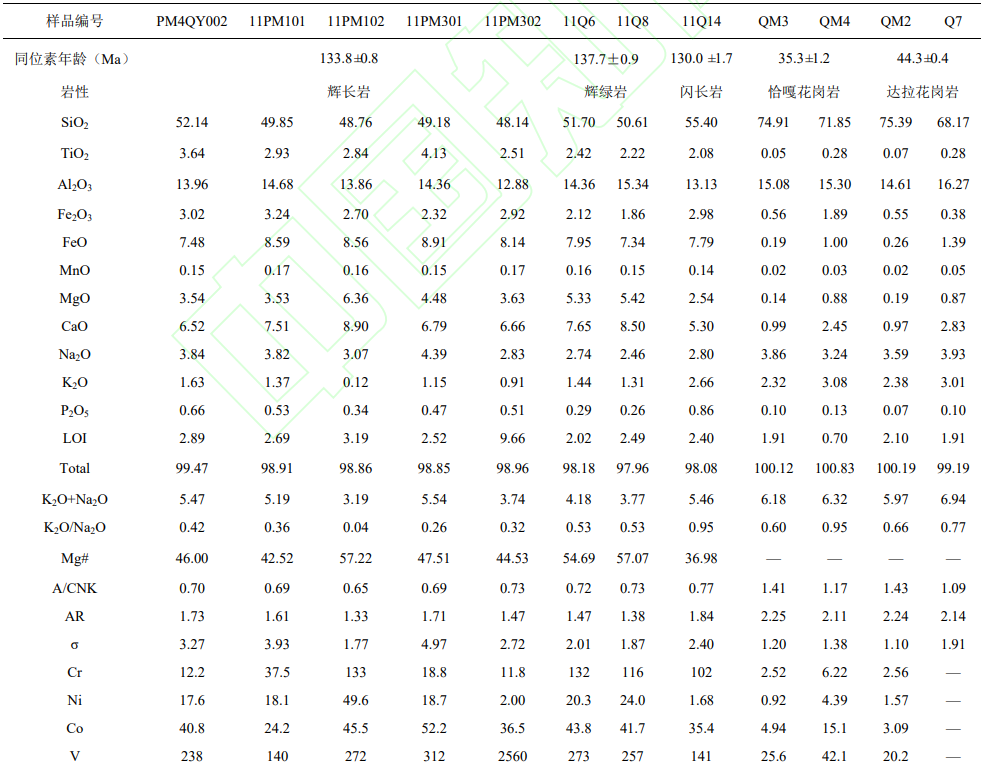 样品编号 PM4QY002 11PM101 11PM102 11PM301 11PM302 11Q6 11Q8 11Q14 QM3 QM4 QM2 Q7
同位素年龄（Ma） 133.8±0.8 137.7±0.9 130.0 ±1.7 35.3±1.2 44.3±0.4
岩性 辉长岩 辉绿岩 闪长岩 恰嘎花岗岩 达拉花岗岩
SiO₂ 52.14 49.85 48.76 49.18 48.14 51.70 50.61 55.40 74.91 71.85 75.39 68.17
TiO₂ 3.64 2.93 2.84 4.13 2.51 2.42 2.22 2.08 0.05 0.28 0.07 0.28
Al₂O₃ 13.96 14.68 13.86 14.36 12.88 14.36 15.34 13.13 15.08 15.30 14.61 16.27
Fe₂O₃ 3.02 3.24 2.70 2.32 2.92 2.12 1.86 2.98 0.56 1.89 0.55 0.38
FeO 7.48 8.59 8.56 8.91 8.14 7.95 7.34 7.79 0.19 1.00 0.26 1.39
MnO 0.15 0.17 0.16 0.15 0.17 0.16 0.15 0.14 0.02 0.03 0.02 0.05
MgO 3.54 3.53 6.36 4.48 3.63 5.33 5.42 2.54 0.14 0.88 0.19 0.87
CaO 6.52 7.51 8.90 6.79 6.66 7.65 8.50 5.30 0.99 2.45 0.97 2.83
Na₂O 3.84 3.82 3.07 4.39 2.83 2.74 2.46 2.80 3.86 3.24 3.59 3.93
K₂O 1.63 1.37 0.12 1.15 0.91 1.44 1.31 2.66 2.32 3.08 2.38 3.01
P₂O₅ 0.66 0.53 0.34 0.47 0.51 0.29 0.26 0.86 0.10 0.13 0.07 0.10
LOI 2.89 2.69 3.19 2.52 9.66 2.02 2.49 2.40 1.91 0.70 2.10 1.91
Total 99.47 98.91 98.86 98.85 98.96 98.18 97.96 98.08 100.12 100.83 100.19 99.19
K₂O+Na₂O 5.47 5.19 3.19 5.54 3.74 4.18 3.77 5.46 6.18 6.32 5.97 6.94
K₂O/Na₂O 0.42 0.36 0.04 0.26 0.32 0.53 0.53 0.95 0.60 0.95 0.66 0.77
Mg# 46.00 42.52 57.22 47.51 44.53 54.69 57.07 36.98 — — — —
A/CNK 0.70 0.69 0.65 0.69 0.73 0.72 0.73 0.77 1.41 1.17 1.43 1.09
AR 1.73 1.61 1.33 1.71 1.47 1.47 1.38 1.84 2.25 2.11 2.24 2.14
σ 3.27 3.93 1.77 4.97 2.72 2.01 1.87 2.40 1.20 1.38 1.10 1.91
Cr 12.2 37.5 133 18.8 11.8 132 116 102 2.52 6.22 2.56 —
Ni 17.6 18.1 49.6 18.7 2.00 20.3 24.0 1.68 0.92 4.39 1.57 —
Co 40.8 24.2 45.5 52.2 36.5 43.8 41.7 35.4 4.94 15.1 3.09 —
V 238 140 272 312 2560 273 257 141 25.6 42.1 20.2 —
中国